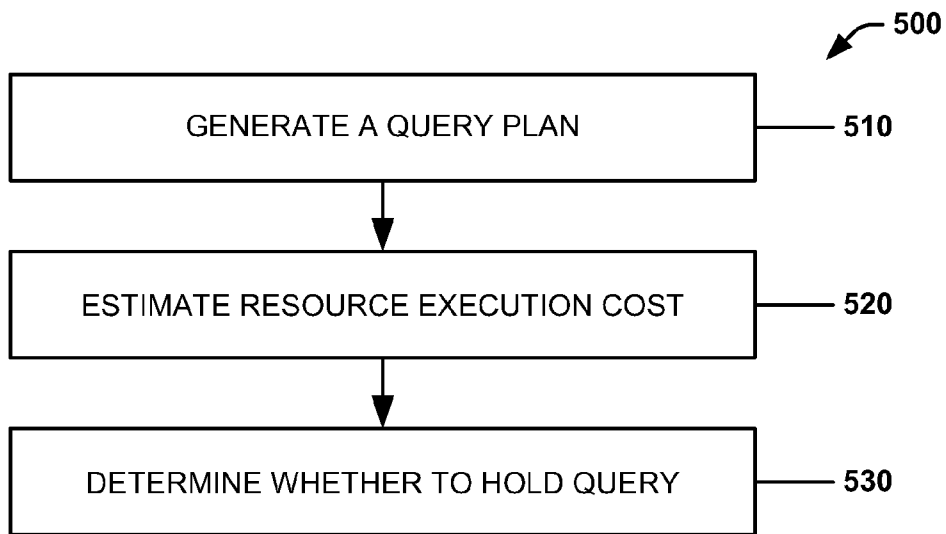 500
GENERATE A QUERY PLAN 510
ESTIMATE RESOURCE EXECUTION COST 520
DETERMINE WHETHER TO HOLD QUERY 530